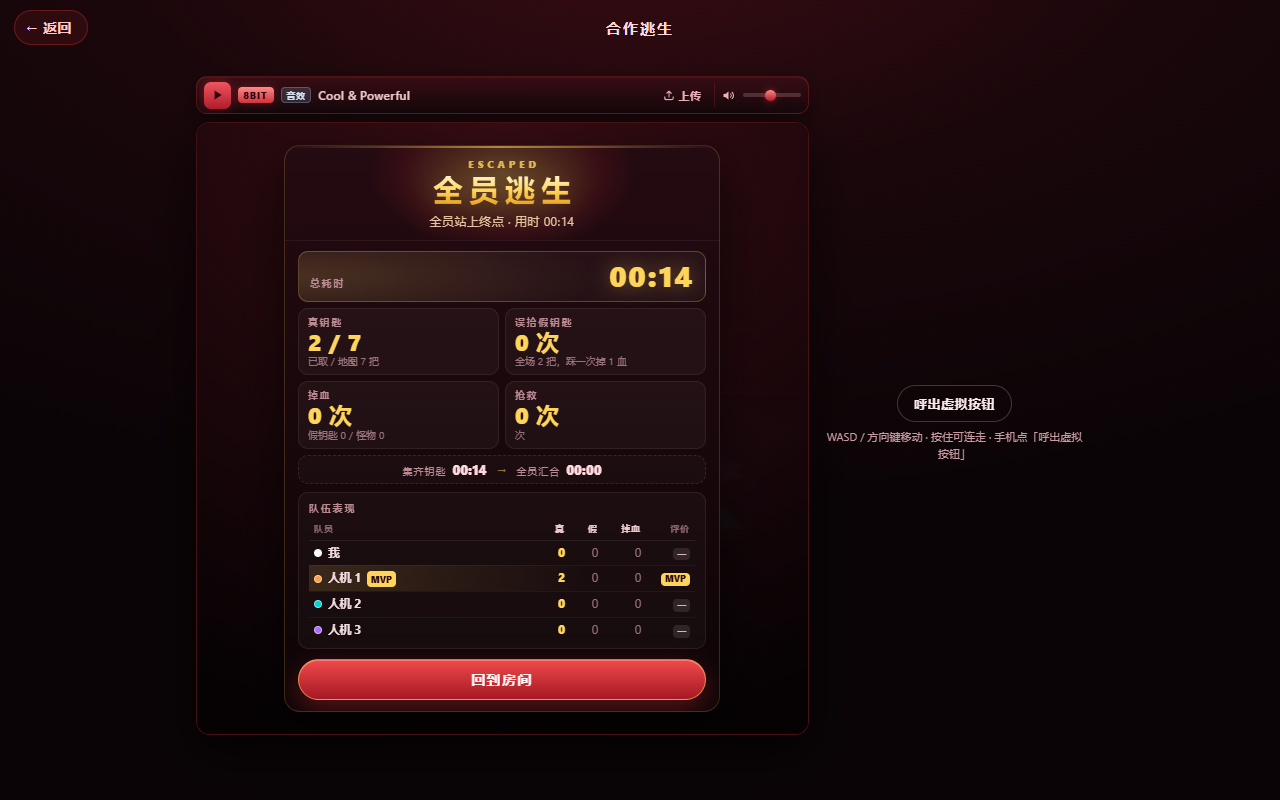 ← 返回
合作逃生
8BIT 音效 Cool & Powerful 上传
ESCAPED
全员逃生
全员站上终点 · 用时 00:14
总耗时 00:14
真钥匙 误拾假钥匙
2 / 7 0 次
已取 / 地图 7 把 全场 2 把，踩一次掉 1 血
掉血 抢救
0 次 0 次
假钥匙 0 / 怪物 0 次
集齐钥匙 00:14 → 全员汇合 00:00
队伍表现
队员 真 假 掉血 评价
我 0 0 0 —
人机 1 MVP 2 0 0 MVP
人机 2 0 0 0 —
人机 3 0 0 0 —
回到房间
呼出虚拟按钮
WASD / 方向键移动 · 按住可连走 · 手机点「呼出虚拟
按钮」